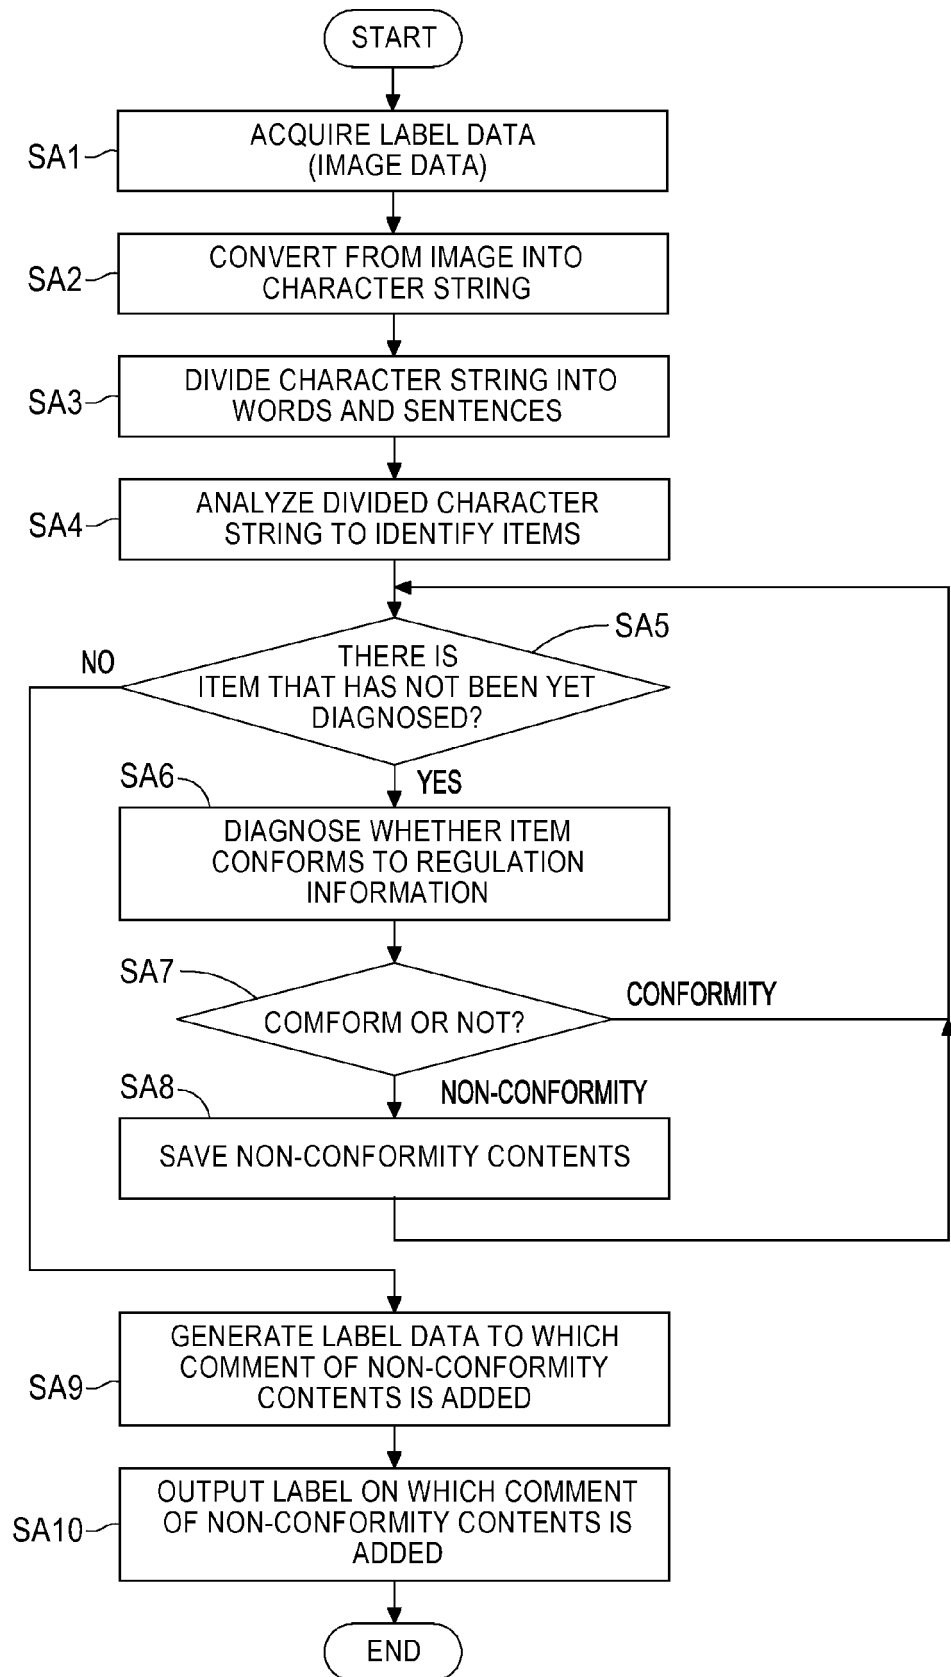 START
SA1
ACQUIRE LABEL DATA
(IMAGE DATA)
SA2
CONVERT FROM IMAGE INTO
CHARACTER STRING
SA3
DIVIDE CHARACTER STRING INTO
WORDS AND SENTENCES
SA4
ANALYZE DIVIDED CHARACTER
STRING TO IDENTIFY ITEMS
SA5
NO
THERE IS
ITEM THAT HAS NOT BEEN YET
DIAGNOSED?
YES
SA6
DIAGNOSE WHETHER ITEM
CONFORMS TO REGULATION
INFORMATION
SA7
COMFORM OR NOT?
CONFORMITY
NON-CONFORMITY
SA8
SAVE NON-CONFORMITY CONTENTS
SA9
GENERATE LABEL DATA TO WHICH
COMMENT OF NON-CONFORMITY
CONTENTS IS ADDED
SA10
OUTPUT LABEL ON WHICH COMMENT
OF NON-CONFORMITY CONTENTS IS
ADDED
END